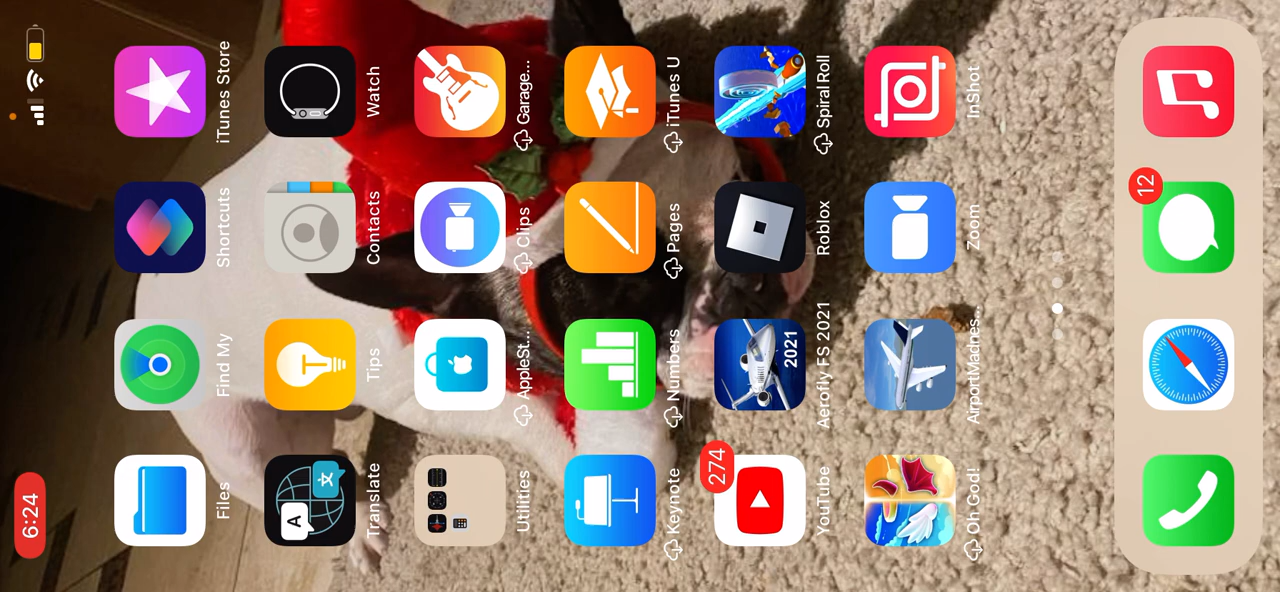 6:24
Files Find My Shortcuts iTunes Store
A 文
Translate Tips Contacts Watch
Utilities AppleSt... Clips Garage...
Keynote Numbers Pages iTunes U
274
2021
YouTube Aerofly FS 2021 Roblox Spiral Roll
Oh God! AirportMadnes... Zoom InShot
12